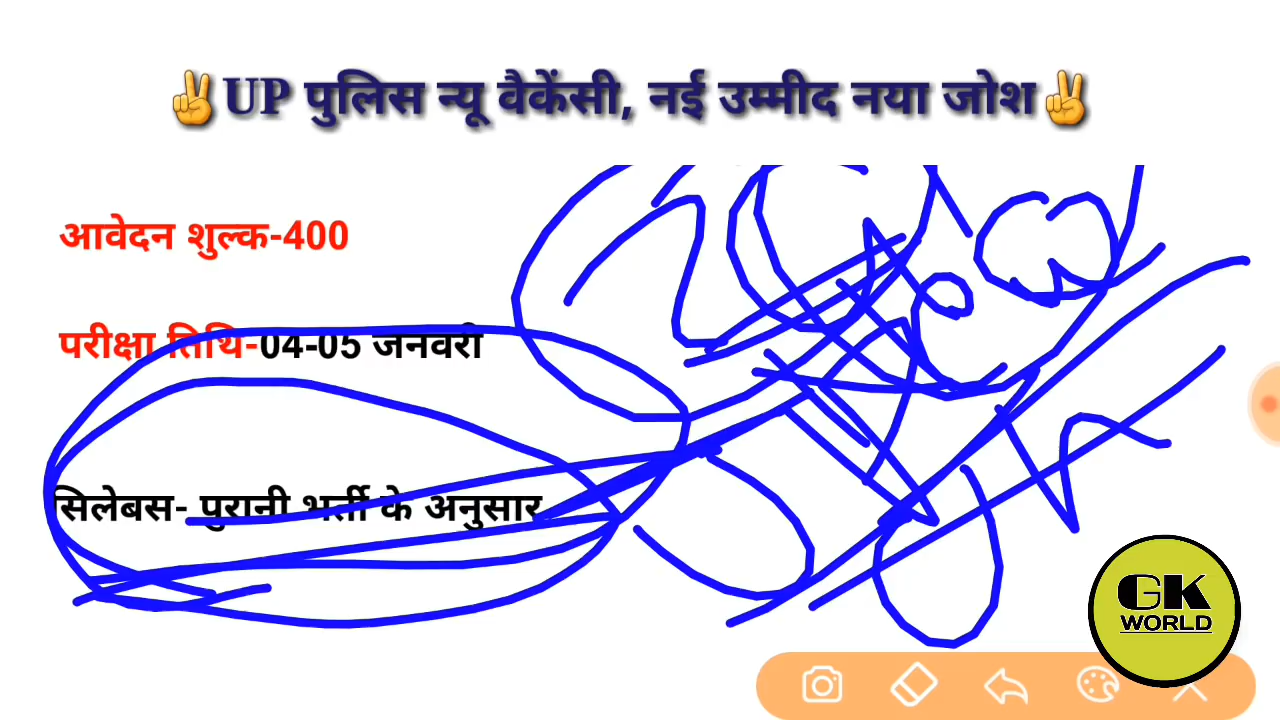 ✌UP पुलिस न्यू वैकेंसी, नई उम्मीद नया जोश✌
आवेदन शुल्क-400
परीक्षा तिथि-04-05 जनवरी
सिलेबस- पुरानी भर्ती के अनुसार
GK
WORLD